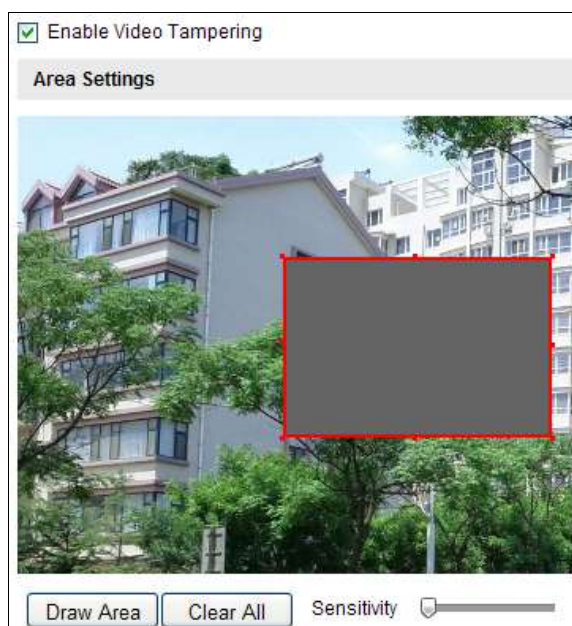 Enable Video Tampering
Area Settings
Draw Area
Clear All
Sensitivity